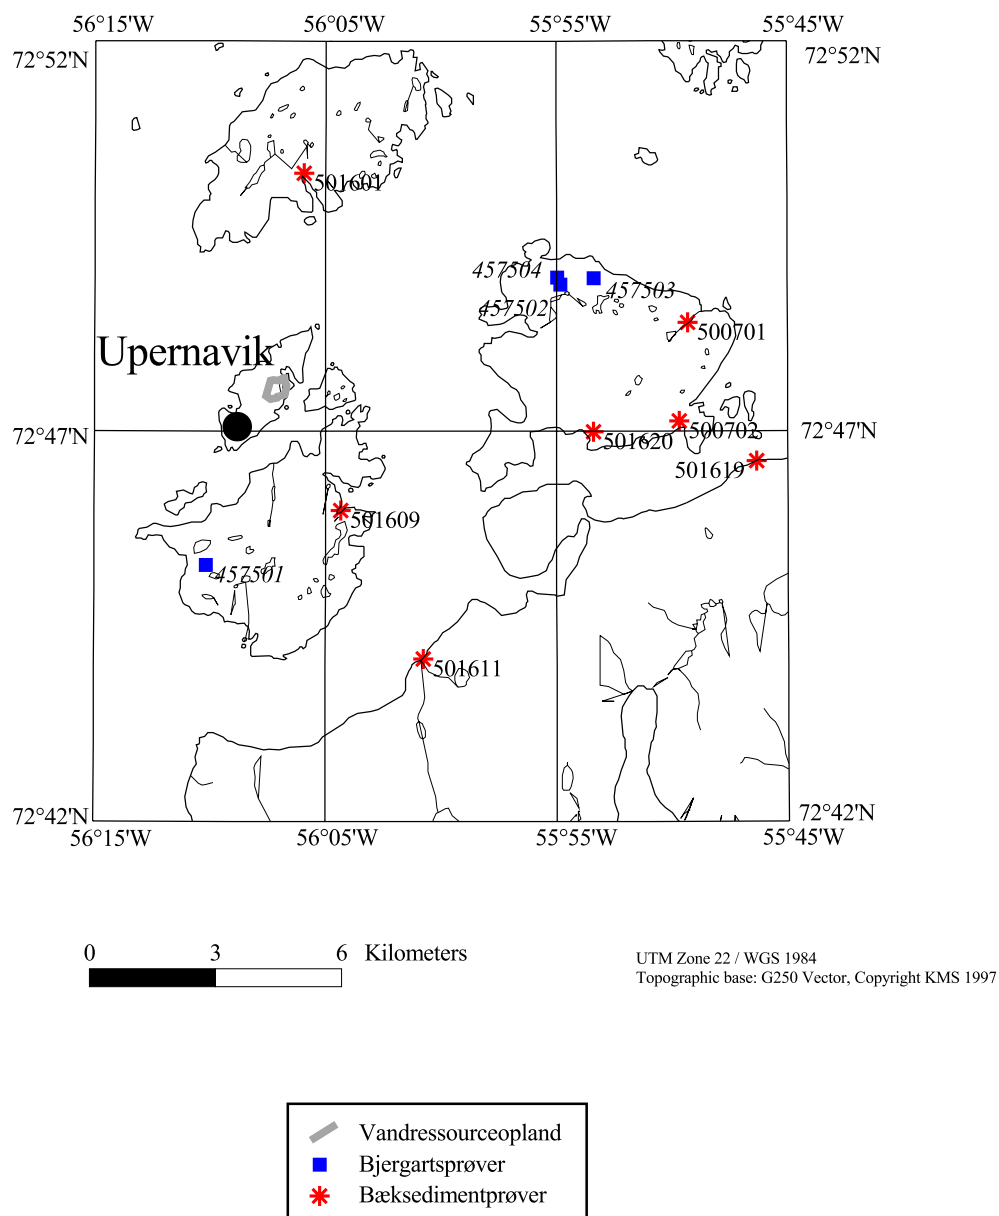 56°15'W 56°05'W 55°55'W 55°45'W
72°52'N 72°52'N
501601
457504
457503
457502
500701
Upernavik
500702
72°47'N 501620 72°47'N
501619
501609
457501
501611
72°42'N 72°42'N
56°15'W 56°05'W 55°55'W 55°45'W
0 3 6 Kilometers
UTM Zone 22 / WGS 1984
Topographic base: G250 Vector, Copyright KMS 1997
Vandressourceopland
Bjergartsprøver
Bæksedimentprøver